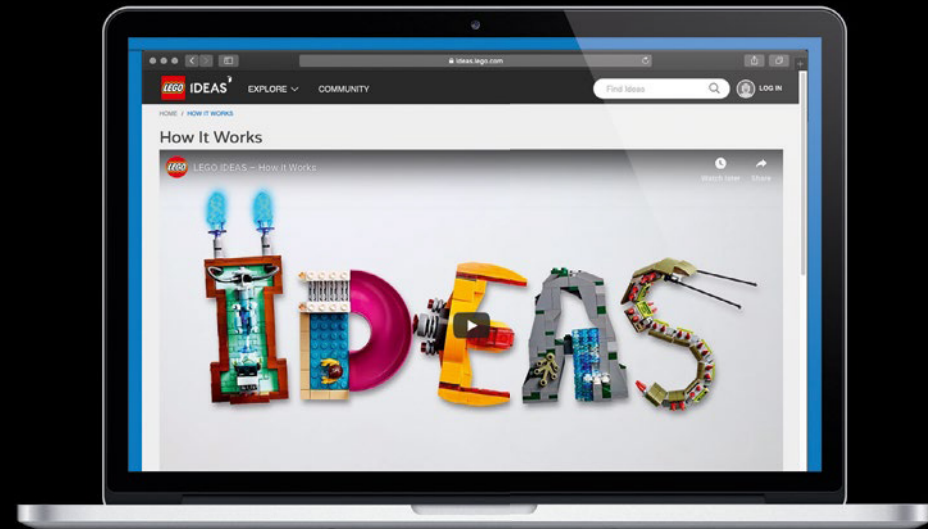 ideas.lego.com
LEGO IDEAS EXPLORE COMMUNITY Find Ideas LOG IN
HOME / HOW IT WORKS
How It Works
LEGO LEGO IDEAS – How It Works
Watch later Share
IDEAS